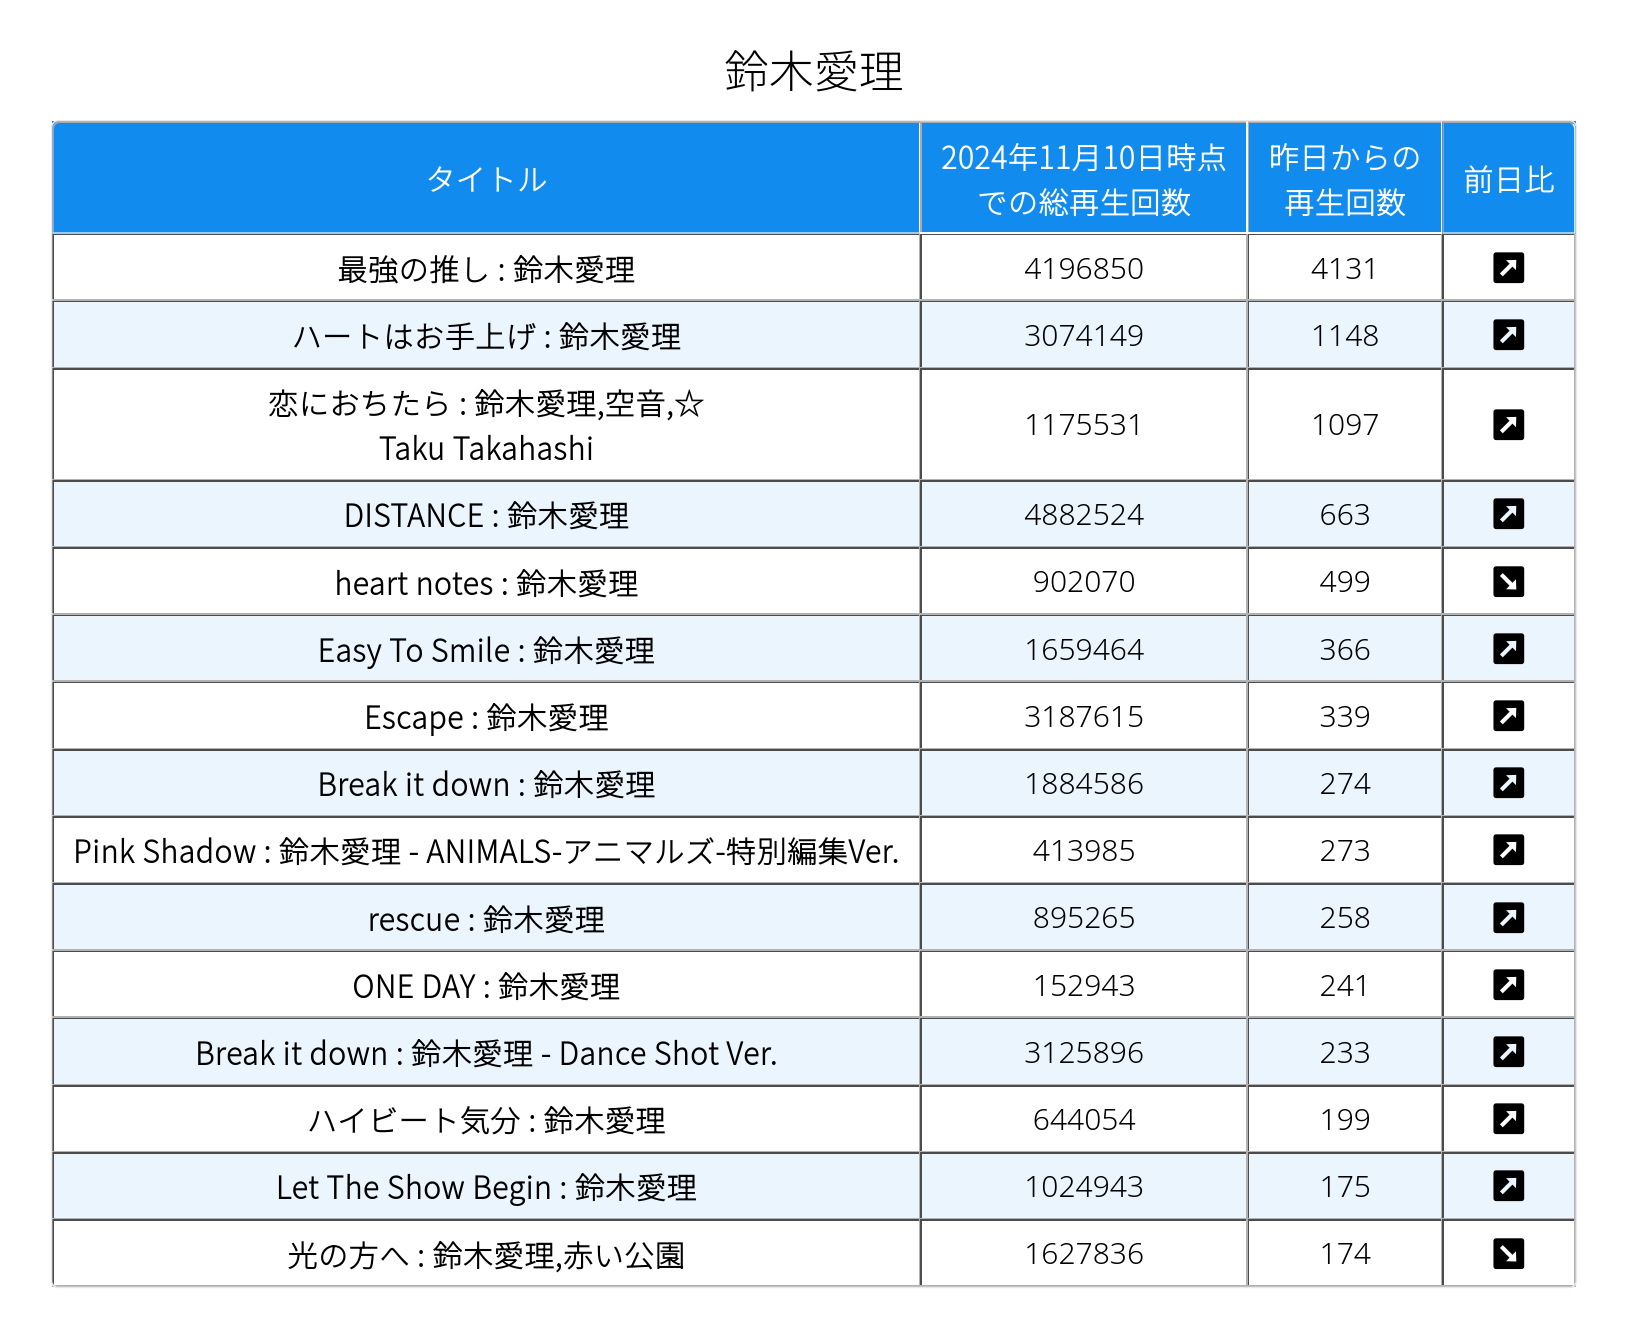 鈴木愛理
タイトル
2024年11月10日時点
での総再生回数
昨日からの
再生回数
前日比
最強の推し : 鈴木愛理 4196850 4131
ハートはお手上げ : 鈴木愛理 3074149 1148
恋におちたら : 鈴木愛理,空音,☆
Taku Takahashi 1175531 1097
DISTANCE : 鈴木愛理 4882524 663
heart notes : 鈴木愛理 902070 499
Easy To Smile : 鈴木愛理 1659464 366
Escape : 鈴木愛理 3187615 339
Break it down : 鈴木愛理 1884586 274
Pink Shadow : 鈴木愛理 - ANIMALS-アニマルズ-特別編集Ver. 413985 273
rescue : 鈴木愛理 895265 258
ONE DAY : 鈴木愛理 152943 241
Break it down : 鈴木愛理 - Dance Shot Ver. 3125896 233
ハイビート気分 : 鈴木愛理 644054 199
Let The Show Begin : 鈴木愛理 1024943 175
光の方へ : 鈴木愛理,赤い公園 1627836 174